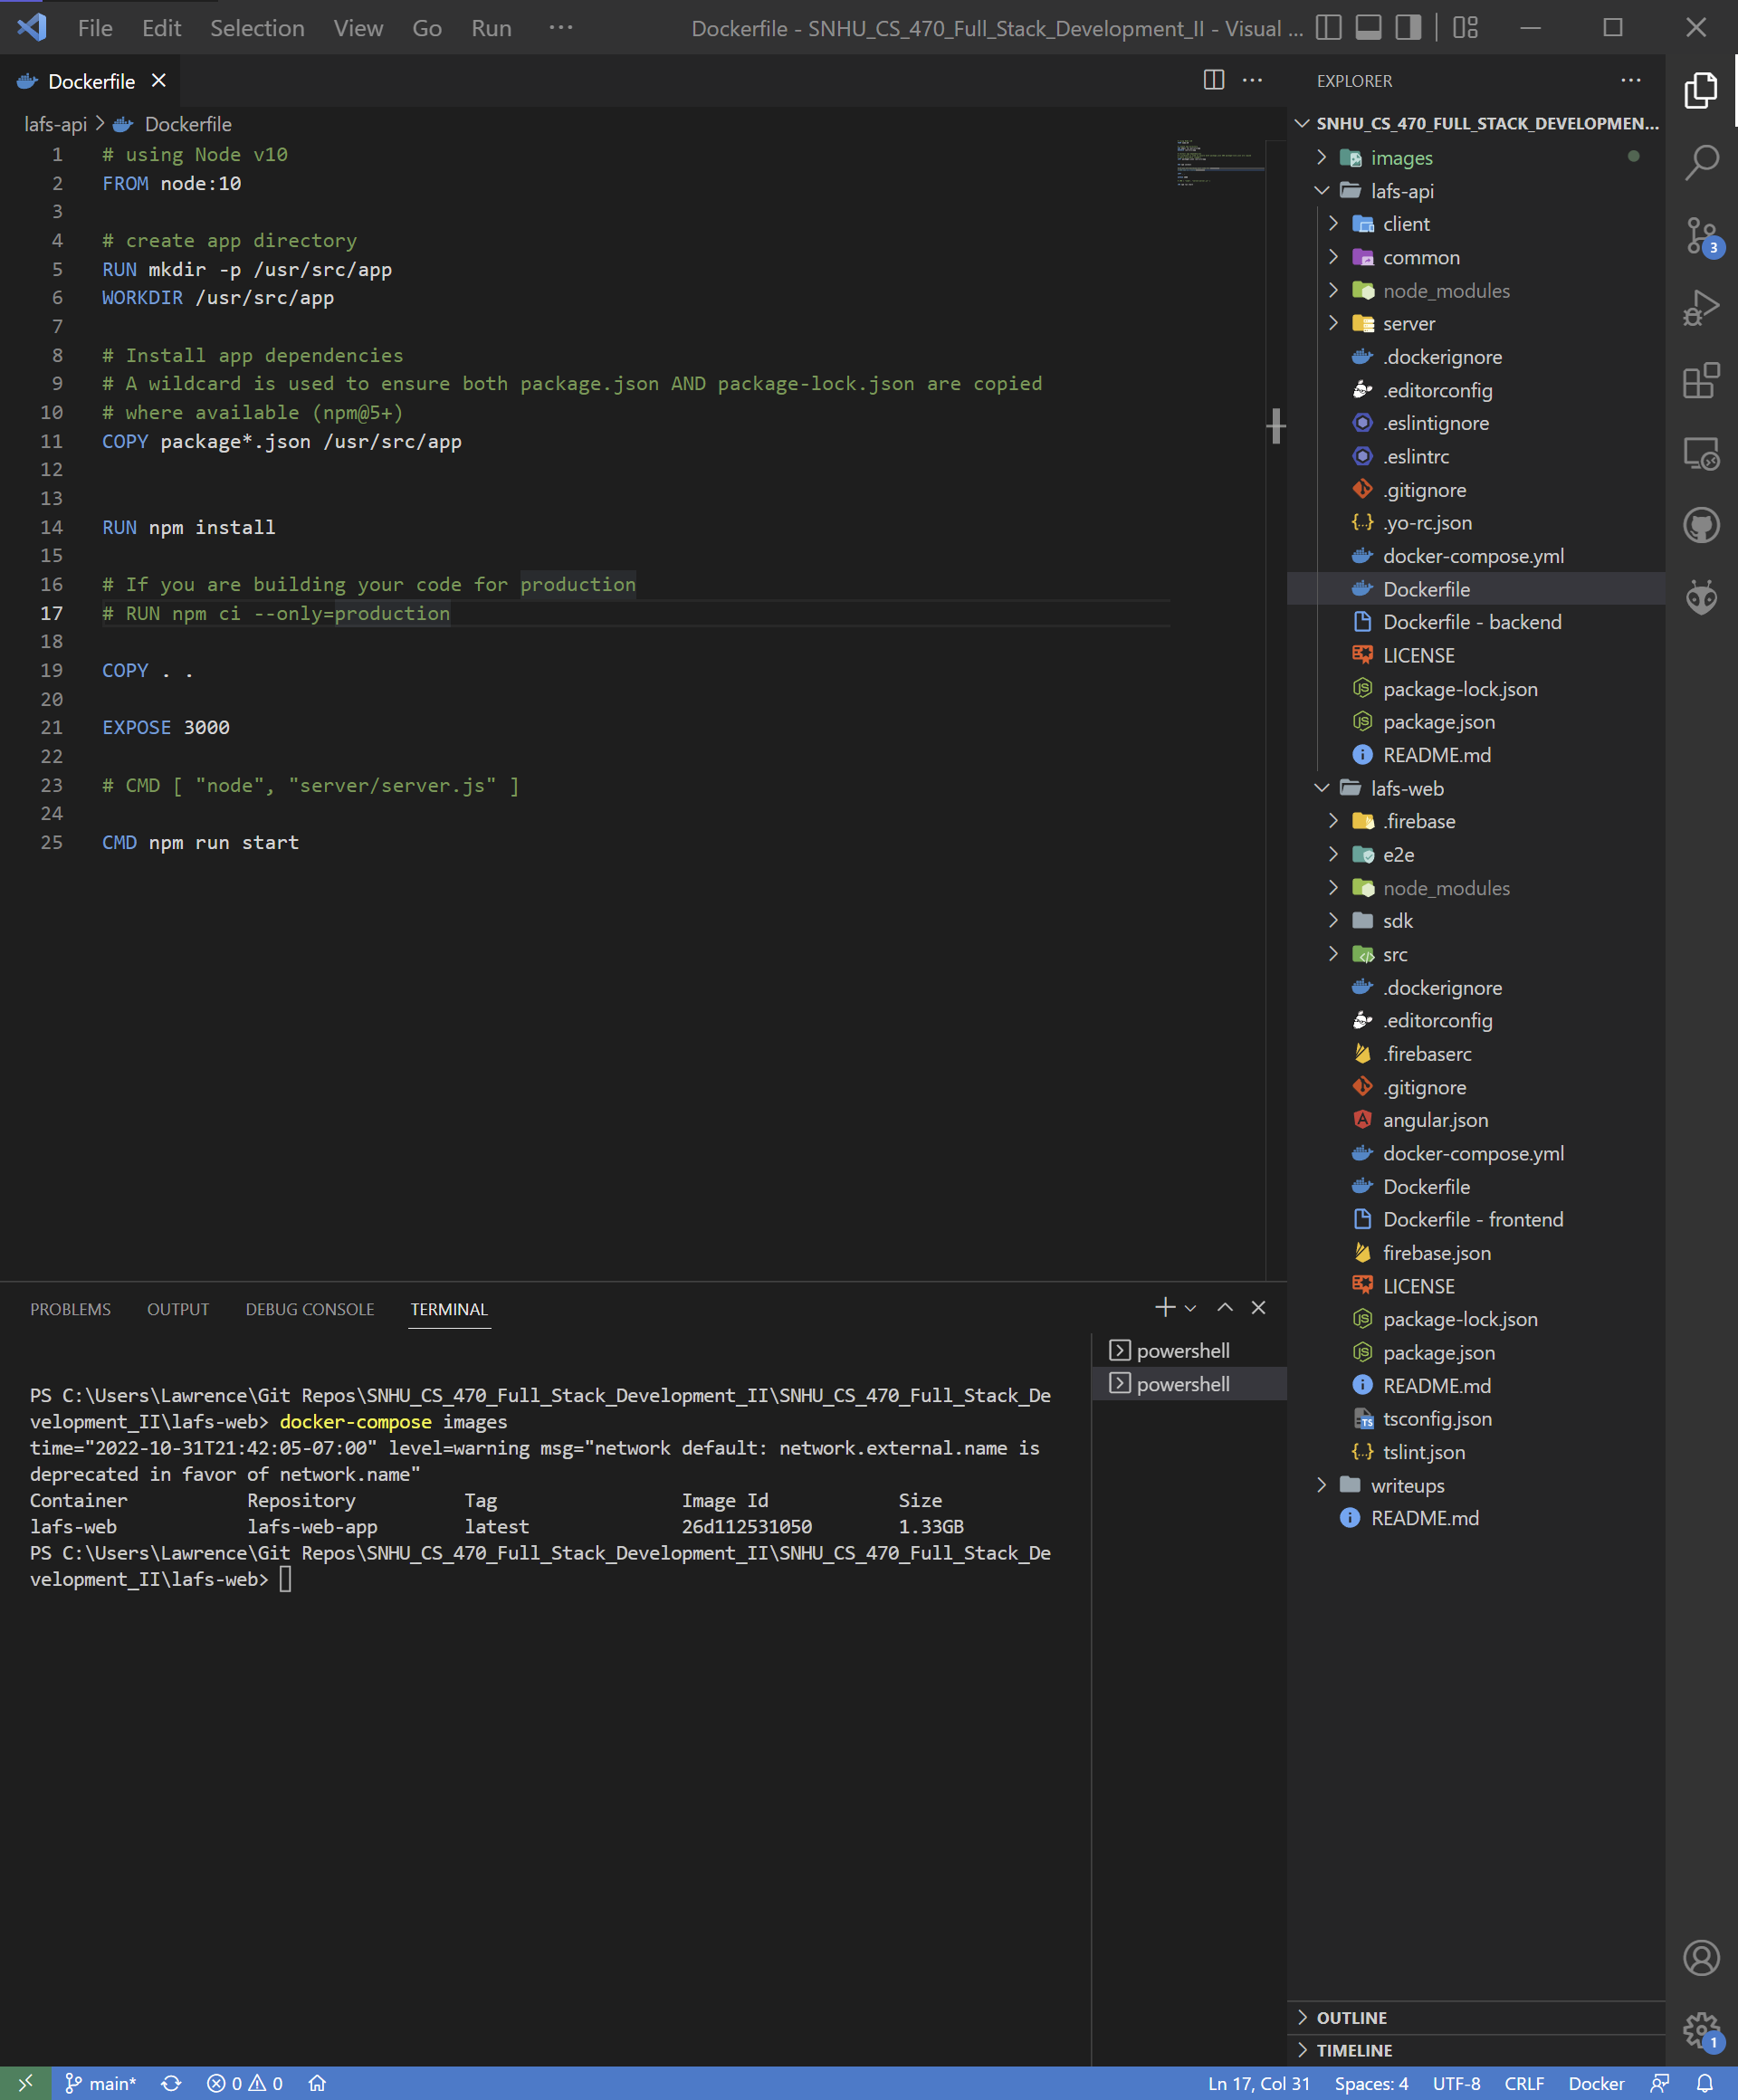 File Edit Selection View Go Run ··· Dockerfile - SNHU_CS_470_Full_Stack_Development_II - Visual ...
Dockerfile
lafs-api > Dockerfile
1 # using Node v10
2 FROM node:10
3
4 # create app directory
5 RUN mkdir -p /usr/src/app
6 WORKDIR /usr/src/app
7
8 # Install app dependencies
9 # A wildcard is used to ensure both package.json AND package-lock.json are copied
10 # where available (npm@5+)
11 COPY package*.json /usr/src/app
12
13
14 RUN npm install
15
16 # If you are building your code for production
17 # RUN npm ci --only=production
18
19 COPY . .
20
21 EXPOSE 3000
22
23 # CMD [ "node", "server/server.js" ]
24
25 CMD npm run start
PROBLEMS OUTPUT DEBUG CONSOLE TERMINAL
powershell
powershell
PS C:\Users\Lawrence\Git Repos\SNHU_CS_470_Full_Stack_Development_II\SNHU_CS_470_Full_Stack_De
velopment_II\lafs-web> docker-compose images
time="2022-10-31T21:42:05-07:00" level=warning msg="network default: network.external.name is
deprecated in favor of network.name"
Container Repository Tag Image Id Size
lafs-web lafs-web-app latest 26d112531050 1.33GB
PS C:\Users\Lawrence\Git Repos\SNHU_CS_470_Full_Stack_Development_II\SNHU_CS_470_Full_Stack_De
velopment_II\lafs-web>
EXPLORER
SNHU_CS_470_FULL_STACK_DEVELOPMEN...
images
lafs-api
client
common
node_modules
server
.dockerignore
.editorconfig
.eslintignore
.eslintrc
.gitignore
.yo-rc.json
docker-compose.yml
Dockerfile
Dockerfile - backend
LICENSE
package-lock.json
package.json
README.md
lafs-web
.firebase
e2e
node_modules
sdk
src
.dockerignore
.editorconfig
.firebaserc
.gitignore
angular.json
docker-compose.yml
Dockerfile
Dockerfile - frontend
firebase.json
LICENSE
package-lock.json
package.json
README.md
tsconfig.json
tslint.json
writeups
README.md
OUTLINE
TIMELINE
3
1
main* 0 0 Ln 17, Col 31 Spaces: 4 UTF-8 CRLF Docker